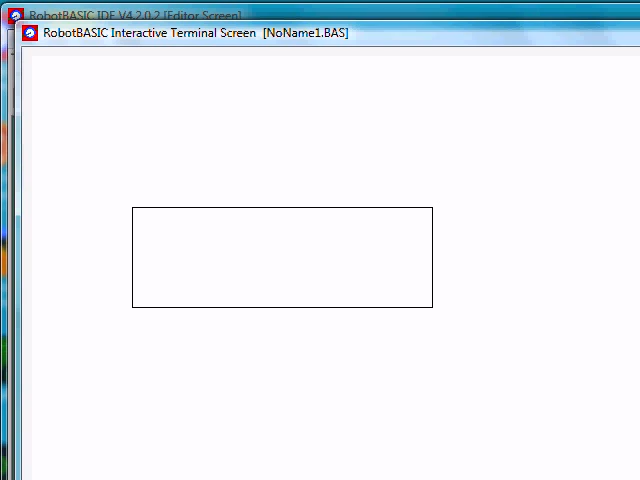 RobotBASIC IDE V4.2.0.2 [Editor Screen]
RobotBASIC Interactive Terminal Screen [NoName1.BAS]